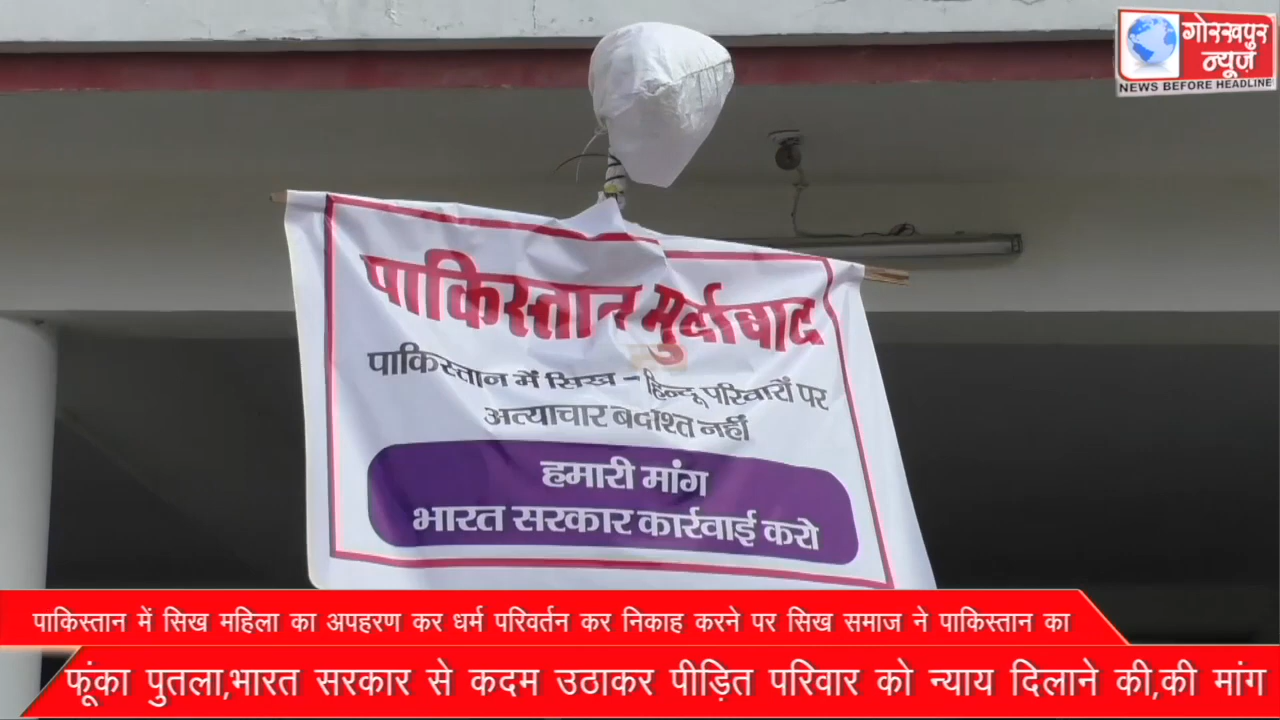 गोरखपुर
न्यूज़
NEWS BEFORE HEADLINE
पाकिस्तान मुर्दाबाद
पाकिस्तान में सिख - हिन्दू परिवारों पर
अत्याचार बर्दाश्त नहीं
हमारी मांग
भारत सरकार कार्रवाई करो
पाकिस्तान में सिख महिला का अपहरण कर धर्म परिवर्तन कर निकाह करने पर सिख समाज ने पाकिस्तान का
फूंका पुतला,भारत सरकार से कदम उठाकर पीड़ित परिवार को न्याय दिलाने की,की मांग